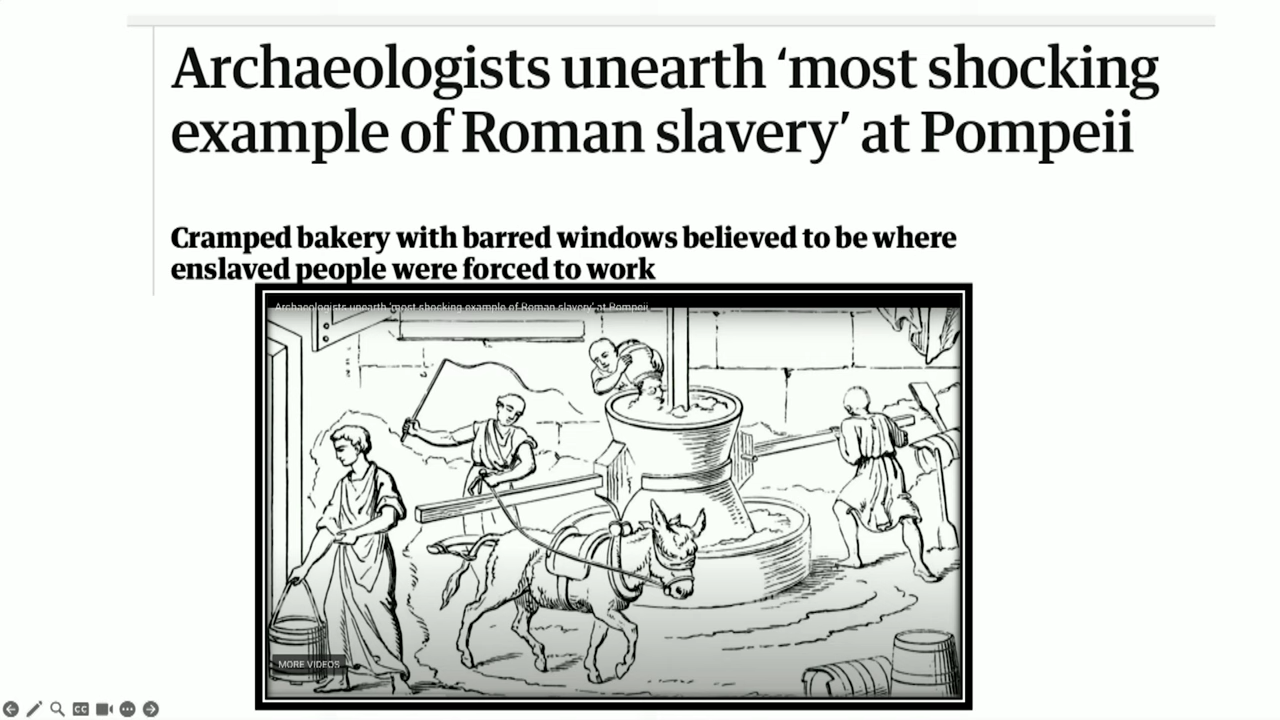 Archaeologists unearth ‘most shocking
example of Roman slavery’ at Pompeii
Cramped bakery with barred windows believed to be where
enslaved people were forced to work
Archaeologists unearth 'most shocking example of Roman slavery' at Pompeii
MORE VIDEOS
CC